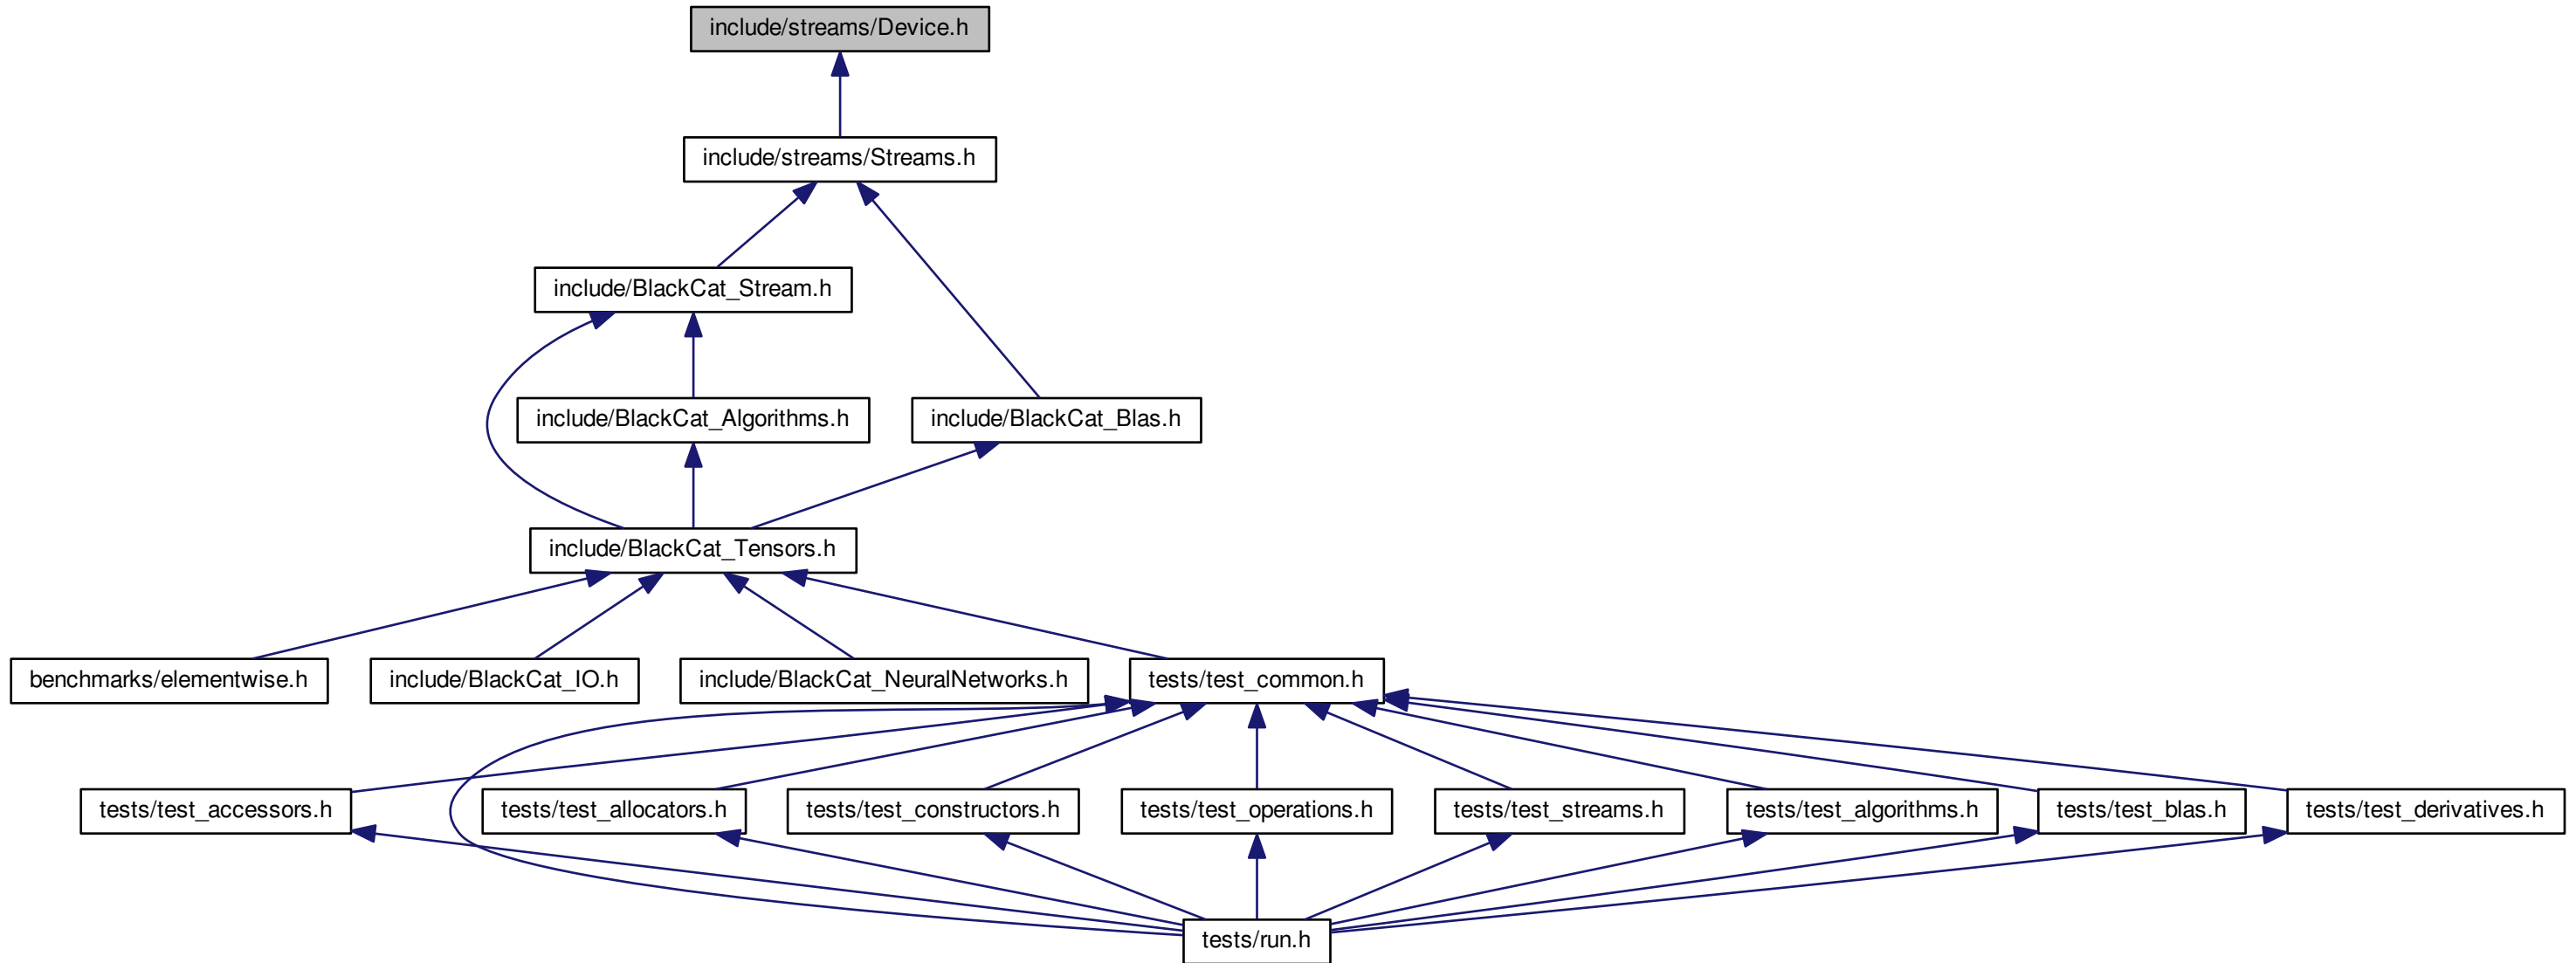 include/streams/Device.h
include/streams/Streams.h
include/BlackCat_Stream.h
include/BlackCat_Algorithms.h
include/BlackCat_Blas.h
include/BlackCat_Tensors.h
benchmarks/elementwise.h
include/BlackCat_IO.h
include/BlackCat_NeuralNetworks.h
tests/test_common.h
tests/test_accessors.h
tests/test_allocators.h
tests/test_constructors.h
tests/test_operations.h
tests/test_streams.h
tests/test_algorithms.h
tests/test_blas.h
tests/test_derivatives.h
tests/run.h